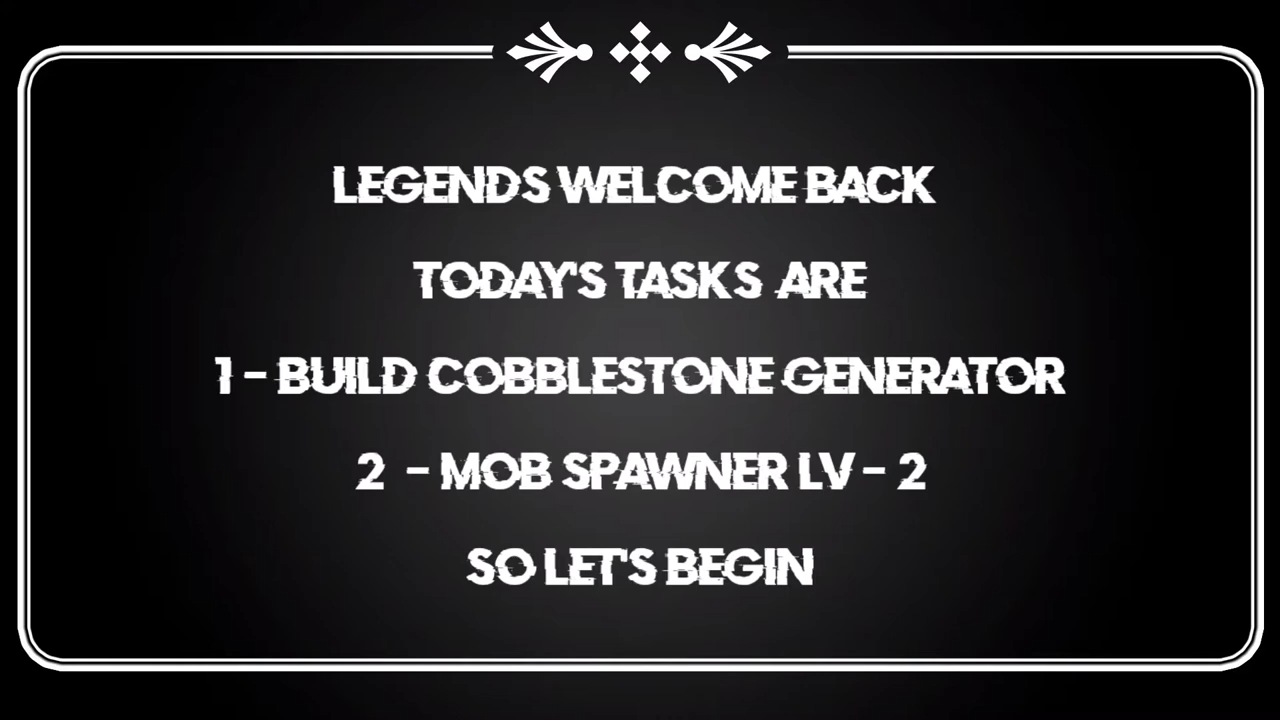 LEGENDS WELCOME BACK
TODAY'S TASKS ARE
1 - BUILD COBBLESTONE GENERATOR
2 - MOB SPAWNER LV - 2
SO LET'S BEGIN